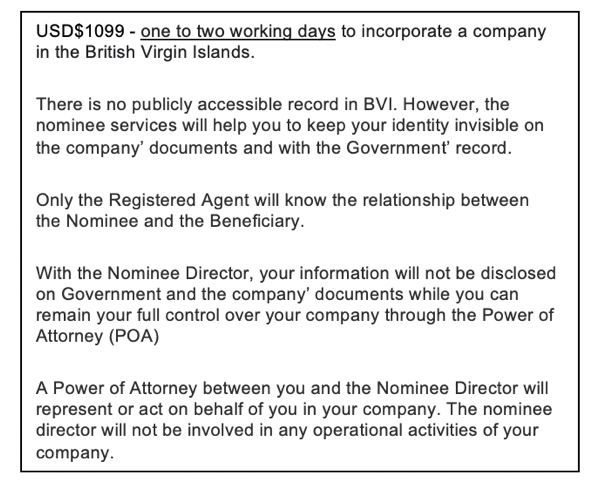 USD$1099 - one to two working days to incorporate a company
in the British Virgin Islands.
There is no publicly accessible record in BVI. However, the
nominee services will help you to keep your identity invisible on
the company’ documents and with the Government’ record.
Only the Registered Agent will know the relationship between
the Nominee and the Beneficiary.
With the Nominee Director, your information will not be disclosed
on Government and the company’ documents while you can
remain your full control over your company through the Power of
Attorney (POA)
A Power of Attorney between you and the Nominee Director will
represent or act on behalf of you in your company. The nominee
director will not be involved in any operational activities of your
company.